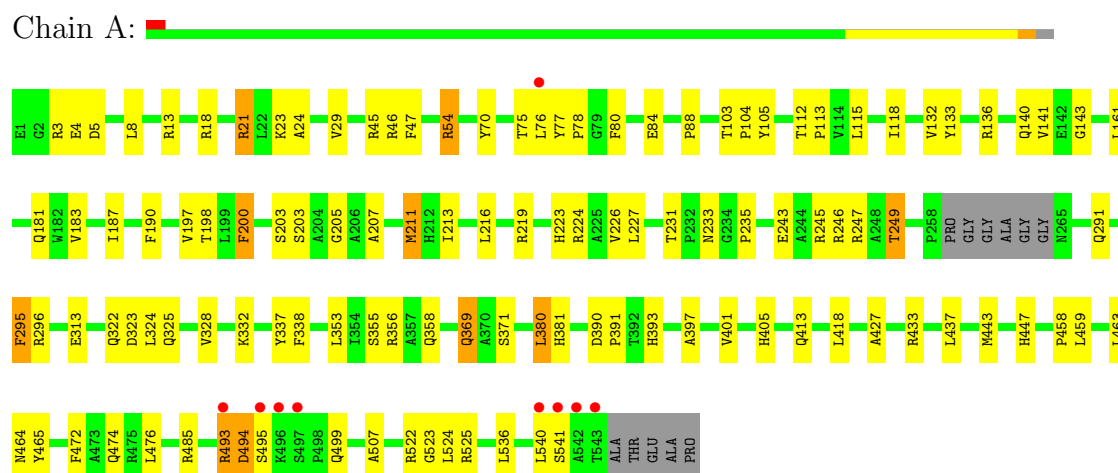 Chain A:
E1 G2 R3 E4 D5 L8 R13 R18 R21 L22 K23 A24 V29 R45 R46 F47 R54 Y70 T75 L76 Y77 P78 G79 F80 E84 P88 T103 P104 Y105 T112 P113 V114 L115 I118 V132 Y133 R136 Q140 V141 E142 G143 L161
Q181 W182 V183 I187 F190 V197 T198 L199 F200 S203 S203 A204 G205 A206 A207 M211 H212 I213 L216 R219 H223 R224 A225 V226 L227 T231 P232 N233 G234 P235 E243 A244 R245 R246 R247 A248 T249 P258 PRO GLY GLY ALA GLY GLY N265 Q291
F295 R296 E313 Q322 D323 L324 Q325 V328 K332 Y337 F338 L353 I354 S355 R356 A357 Q358 Q369 A370 S371 L380 H381 D390 P391 T392 H393 A397 V401 H405 Q413 L418 A427 R433 L437 M443 H447 P458 L459 L463
N464 Y465 F472 A473 Q474 R475 L476 R485 R493 D494 S495 K496 S497 P498 Q499 A507 R522 G523 L524 R525 L536 L540 S541 A542 T543 ALA THR GLU ALA PRO